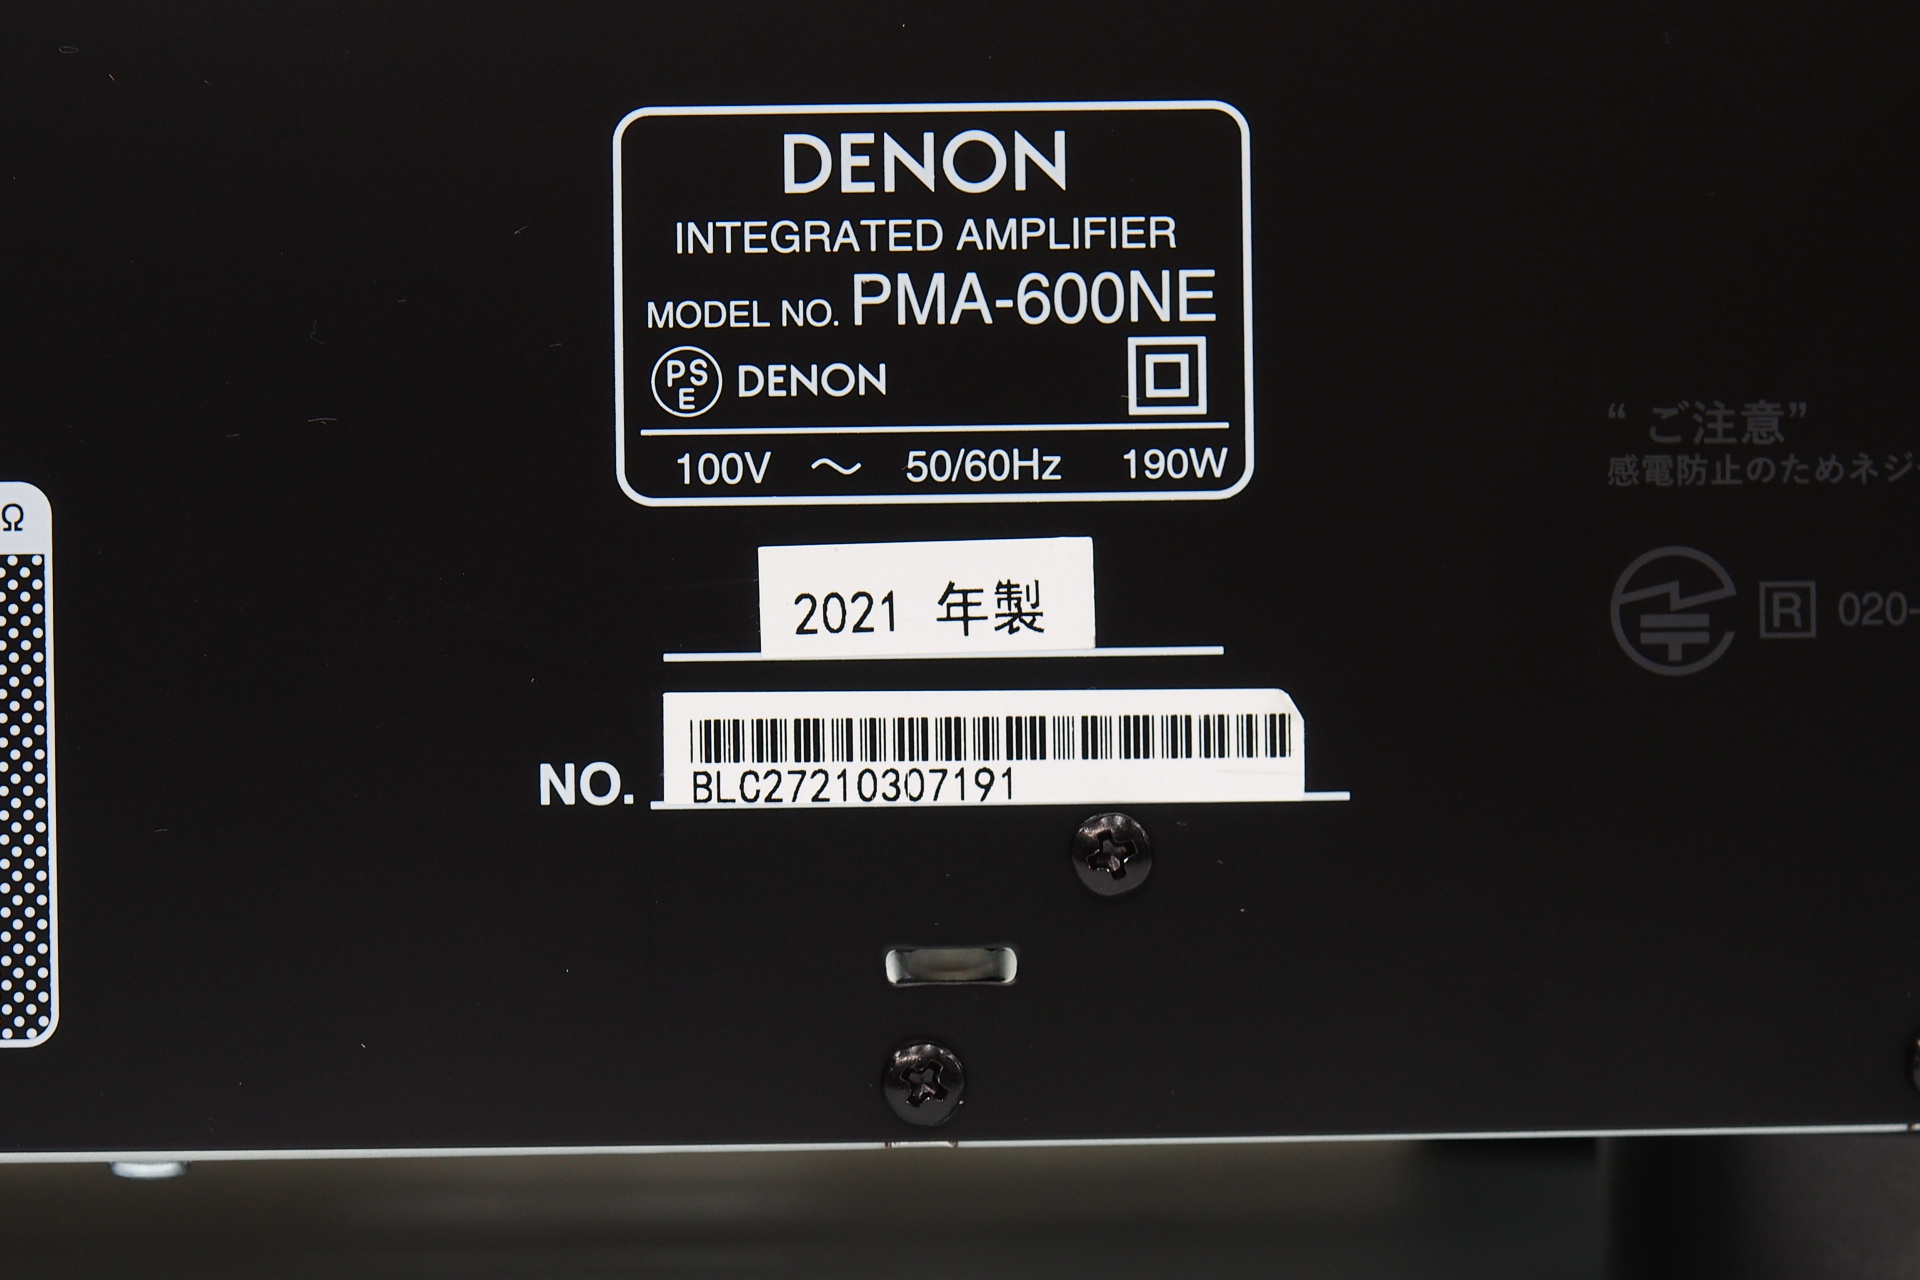 DENON
INTEGRATED AMPLIFIER
MODEL NO. PMA-600NE
PSE DENON
100V ～ 50/60Hz 190W
2021 年製
NO. BLC27210307191
Ω
“ ご注意”
感電防止のためネジ
R 020-